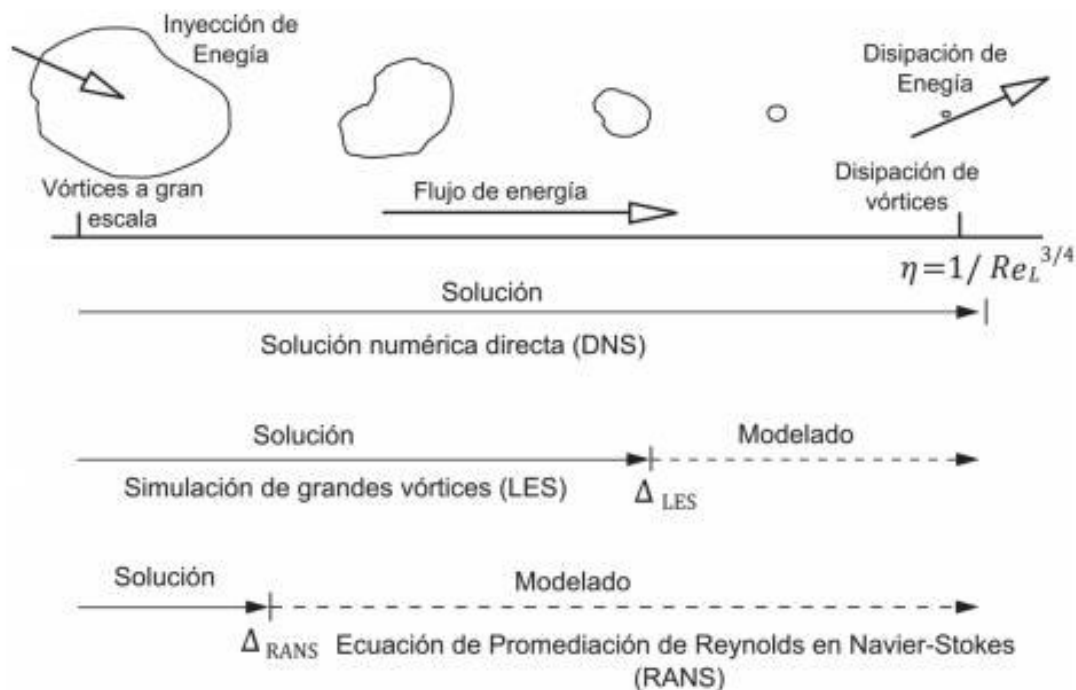 Inyección de
Enegía
Disipación de
Enegía
Vórtices a gran
escala
Flujo de energía
Disipación de
vórtices
η=1/ Re_L^3/4
Solución
Solución numérica directa (DNS)
Solución
Modelado
Simulación de grandes vórtices (LES)
Δ LES
Solución
Modelado
Δ RANS
Ecuación de Promediación de Reynolds en Navier-Stokes
(RANS)